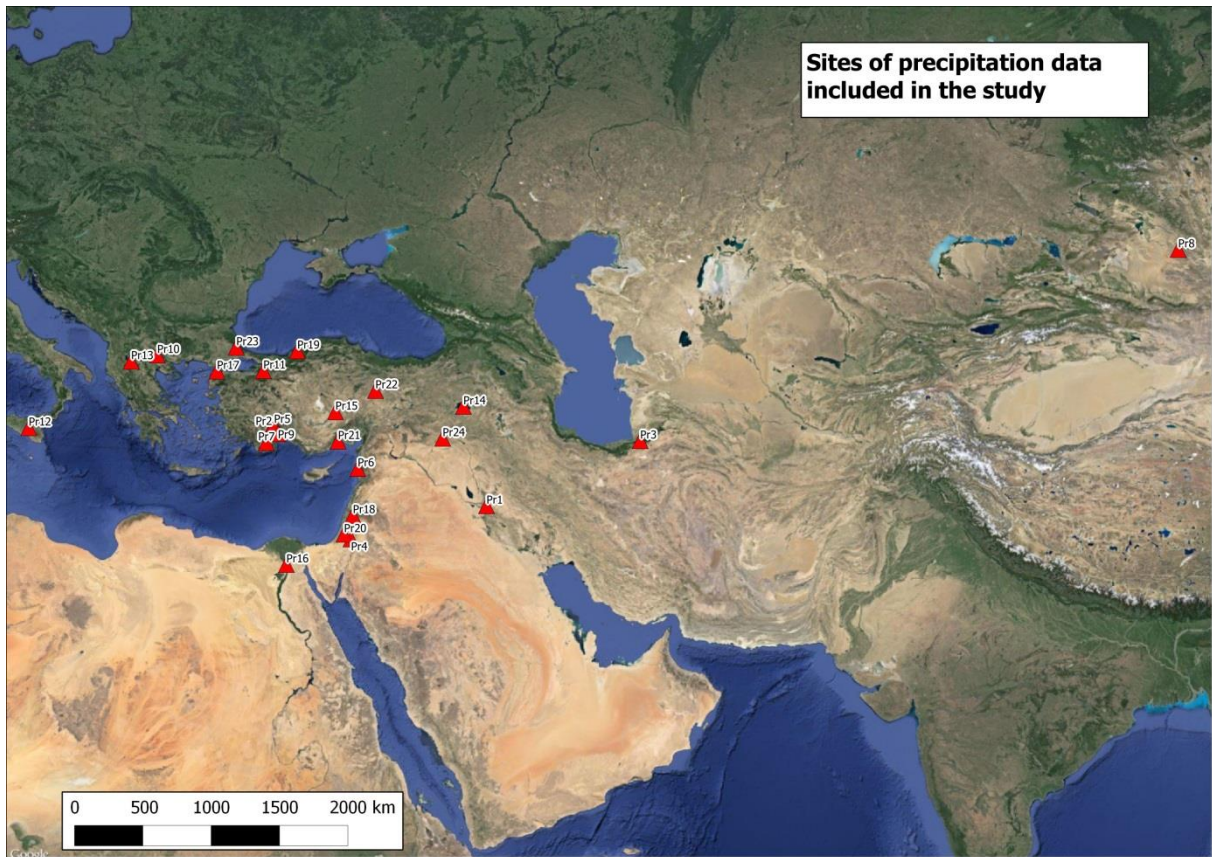 Sites of precipitation data
included in the study
Pr8
Pr23
Pr19
Pr13
Pr10
Pr17
Pr11
Pr22
Pr12
Pr15
Pr14
Pr2
Pr5
Pr7
Pr9
Pr21
Pr24
Pr3
Pr6
Pr1
Pr18
Pr20
Pr4
Pr16
0 500 1000 1500 2000 km
Google